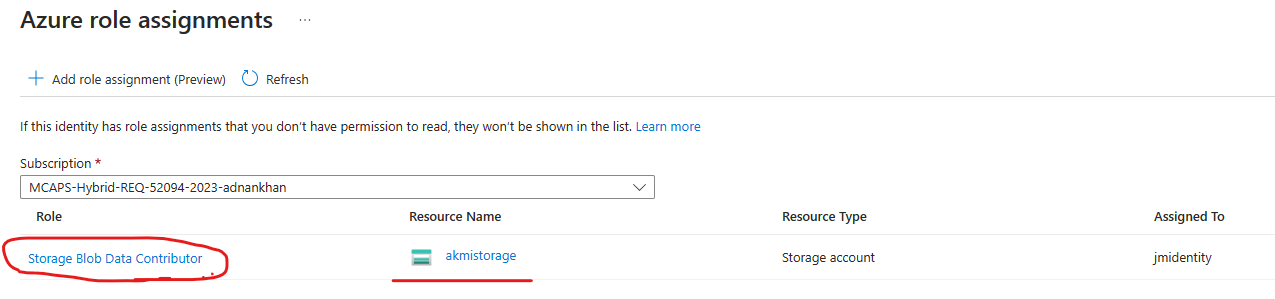 Azure role assignments ...
Add role assignment (Preview) Refresh
If this identity has role assignments that you don't have permission to read, they won't be shown in the list. Learn more
Subscription *
MCAPS-Hybrid-REQ-52094-2023-adnankhan
Role Resource Name Resource Type Assigned To
Storage Blob Data Contributor akmistorage Storage account jmidentity